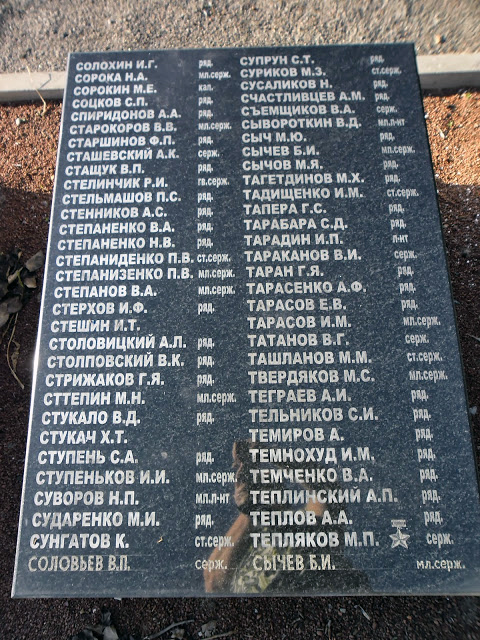 СОЛОХИН И.Г. ряд.
СОРОКА Н.А. мл.серж.
СОРОКИН М.Е. кап.
СОЦКОВ С.П. ряд.
СПИРИДОНОВ А.А. ряд.
СТАРОКОРОВ В.В. мл.серж.
СТАРШИНОВ Ф.П. ряд.
СТАШЕВСКИЙ А.К. серж.
СТАЩУК В.П. ряд.
СТЕЛИНЧИК Р.И. гв.серж.
СТЕЛЬМАШОВ П.С. ряд.
СТЕННИКОВ А.С. ряд.
СТЕПАНЕНКО В.А. ряд.
СТЕПАНЕНКО Н.В. ряд.
СТЕПАНИДЕНКО П.В. ст.серж.
СТЕПАНИЗЕНКО П.В. мл.серж.
СТЕПАНОВ В.А. мл.серж.
СТЕРХОВ И.Ф. ряд.
СТЕШИН И.Т.
СТОЛОВИЦКИЙ А.Л. ряд.
СТОЛПОВСКИЙ В.К. ряд.
СТРИЖАКОВ Г.Я. ряд.
СТТЕПИН М.Н. мл.серж.
СТУКАЛО В.Д. ряд.
СТУКАЧ Х.Т.
СТУПЕНЬ С.А. ряд.
СТУПЕНЬКОВ И.И. мл.серж.
СУВОРОВ Н.П. мл.л-нт
СУДАРЕНКО М.И. ряд.
СУНГАТОВ К. ст.серж.
СОЛОВЬЕВ В.П. серж.
СУПРУН С.Т. ряд.
СУРИКОВ М.З. ст.серж.
СУСАЛИКОВ Н. ряд.
СЧАСТЛИВЦЕВ А.М. ряд.
СЪЕМЩИКОВ В.А. серж.
СЫВОРОТКИН В.Д. мл.л-нт
СЫЧ М.Ю. ряд.
СЫЧЕВ Б.И. мл.серж.
СЫЧОВ М.Я. ряд.
ТАГЕТДИНОВ М.Х. ряд.
ТАДИЩЕНКО И.М. ст.серж.
ТАПЕРА Г.С. ряд.
ТАРАБАРА С.Д. ряд.
ТАРАДИН И.П. л-нт
ТАРАКАНОВ В.И. серж.
ТАРАН Г.Я. ряд.
ТАРАСЕНКО А.Ф. ряд.
ТАРАСОВ Е.В. ряд.
ТАРАСОВ И.М. мл.серж.
ТАТАНОВ В.Г. серж.
ТАШЛАНОВ М.М. ст.серж.
ТВЕРДЯКОВ М.С. мл.серж.
ТЕГРАЕВ А.И. ряд.
ТЕЛЬНИКОВ С.И. ряд.
ТЕМИРОВ А. ряд.
ТЕМНОХУД И.М. ряд.
ТЕМЧЕНКО В.А. ряд.
ТЕПЛИНСКИЙ А.П. ряд.
ТЕПЛОВ А.А. ряд.
ТЕПЛЯКОВ М.П. серж.
СЫЧЕВ Б.И. мл.серж.